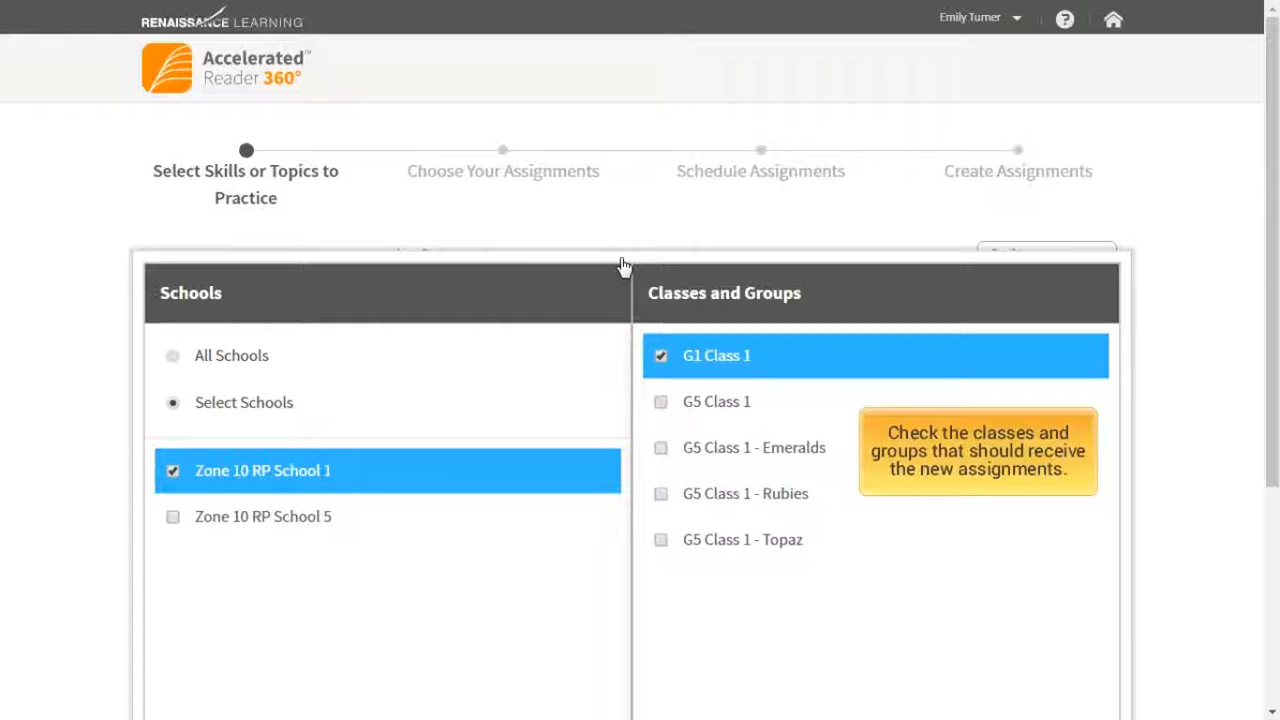 RENAISSANCE LEARNING
Emily Turner
?
Accelerated™
Reader 360°
Select Skills or Topics to
Practice
Choose Your Assignments
Schedule Assignments
Create Assignments
Schools
All Schools
Select Schools
Zone 10 RP School 1
Zone 10 RP School 5
Classes and Groups
G1 Class 1
G5 Class 1
G5 Class 1 - Emeralds
G5 Class 1 - Rubies
G5 Class 1 - Topaz
Check the classes and
groups that should receive
the new assignments.